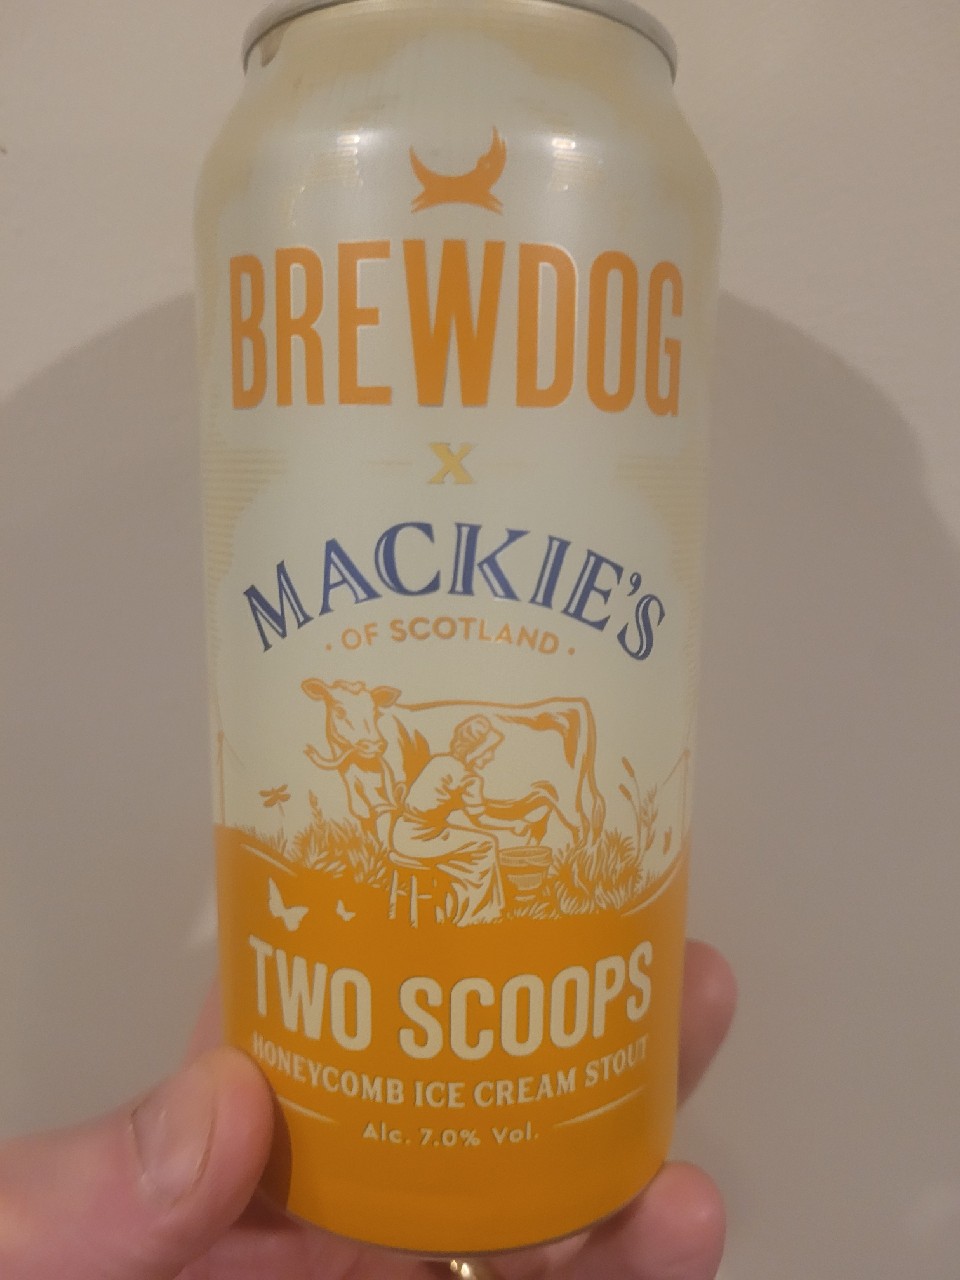 BREWDOG
X
MACKIE'S
· OF SCOTLAND ·
TWO SCOOPS
HONEYCOMB ICE CREAM STOUT
Alc. 7.0% Vol.